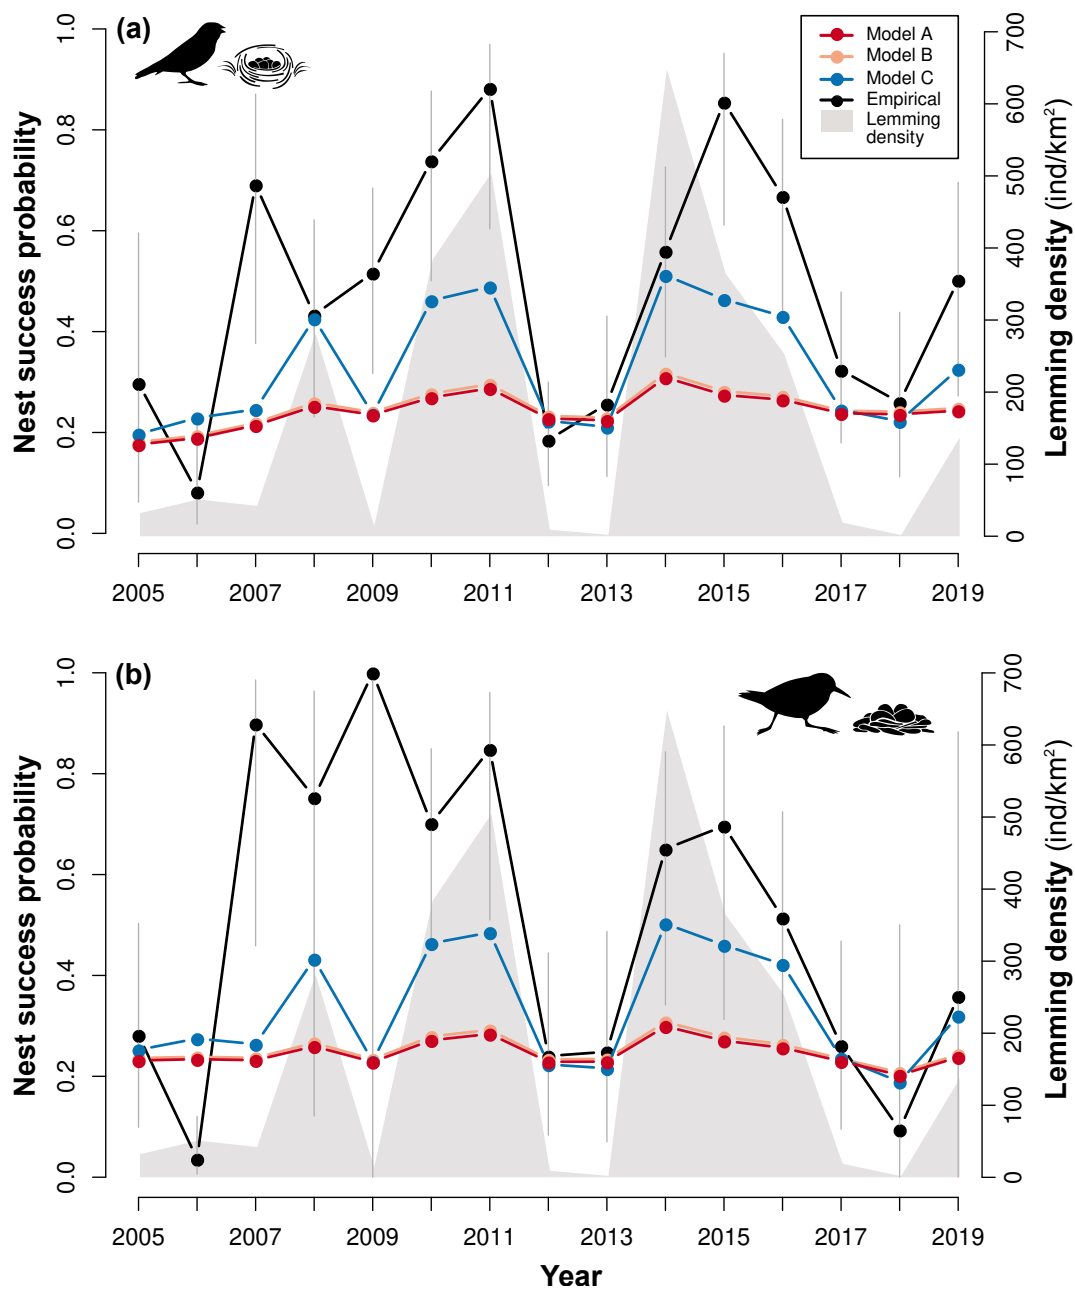 (a)
Model A
Model B
Model C
Empirical
Lemming
density
Nest success probability
0.0 0.2 0.4 0.6 0.8 1.0
Lemming density (ind/km²)
0 100 200 300 400 500 600 700
2005 2007 2009 2011 2013 2015 2017 2019
(b)
Nest success probability
0.0 0.2 0.4 0.6 0.8 1.0
Lemming density (ind/km²)
0 100 200 300 400 500 600 700
2005 2007 2009 2011 2013 2015 2017 2019
Year